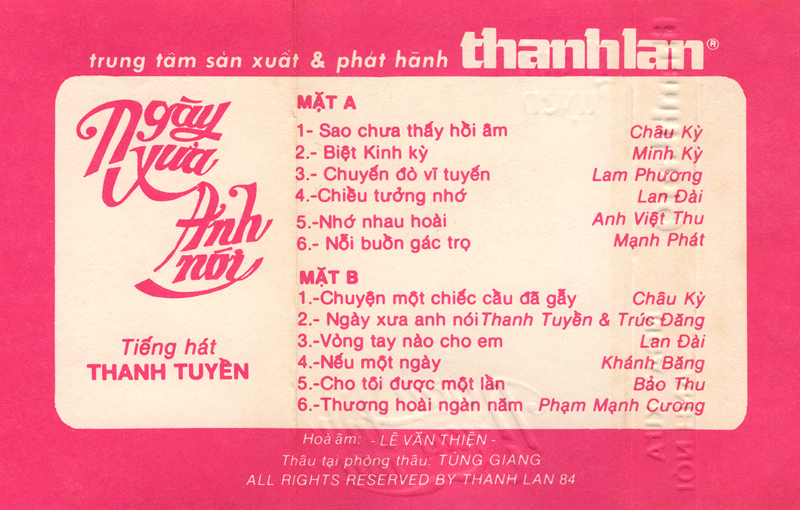 trung tâm sản xuất & phát hành thanhlan®
Ngày xưa Anh nói
Tiếng hát
THANH TUYỀN
MẶT A
1- Sao chưa thấy hồi âm Châu Kỳ
2.- Biệt Kinh kỳ Minh Kỳ
3.- Chuyến đò vĩ tuyến Lam Phương
4.-Chiều tưởng nhớ Lan Đài
5.-Nhớ nhau hoài Anh Việt Thu
6.- Nỗi buồn gác trọ Mạnh Phát
MẶT B
1.-Chuyện một chiếc cầu đã gẫy Châu Kỳ
2.- Ngày xưa anh nói Thanh Tuyền & Trúc Đăng
3.-Vòng tay nào cho em Lan Đài
4.-Nếu một ngày Khánh Băng
5.-Cho tôi được một lần Bảo Thu
6.-Thương hoài ngàn năm Phạm Mạnh Cương
Hoà âm: - LÊ VĂN THIỆN -
Thâu tại phòng thâu: TÙNG GIANG
ALL RIGHTS RESERVED BY THANH LAN 84